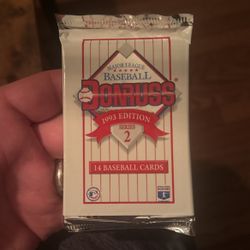 MAJOR LEAGUE
BASEBALL
DONRUSS
1993 EDITION
SERIES
2
14 BASEBALL CARDS